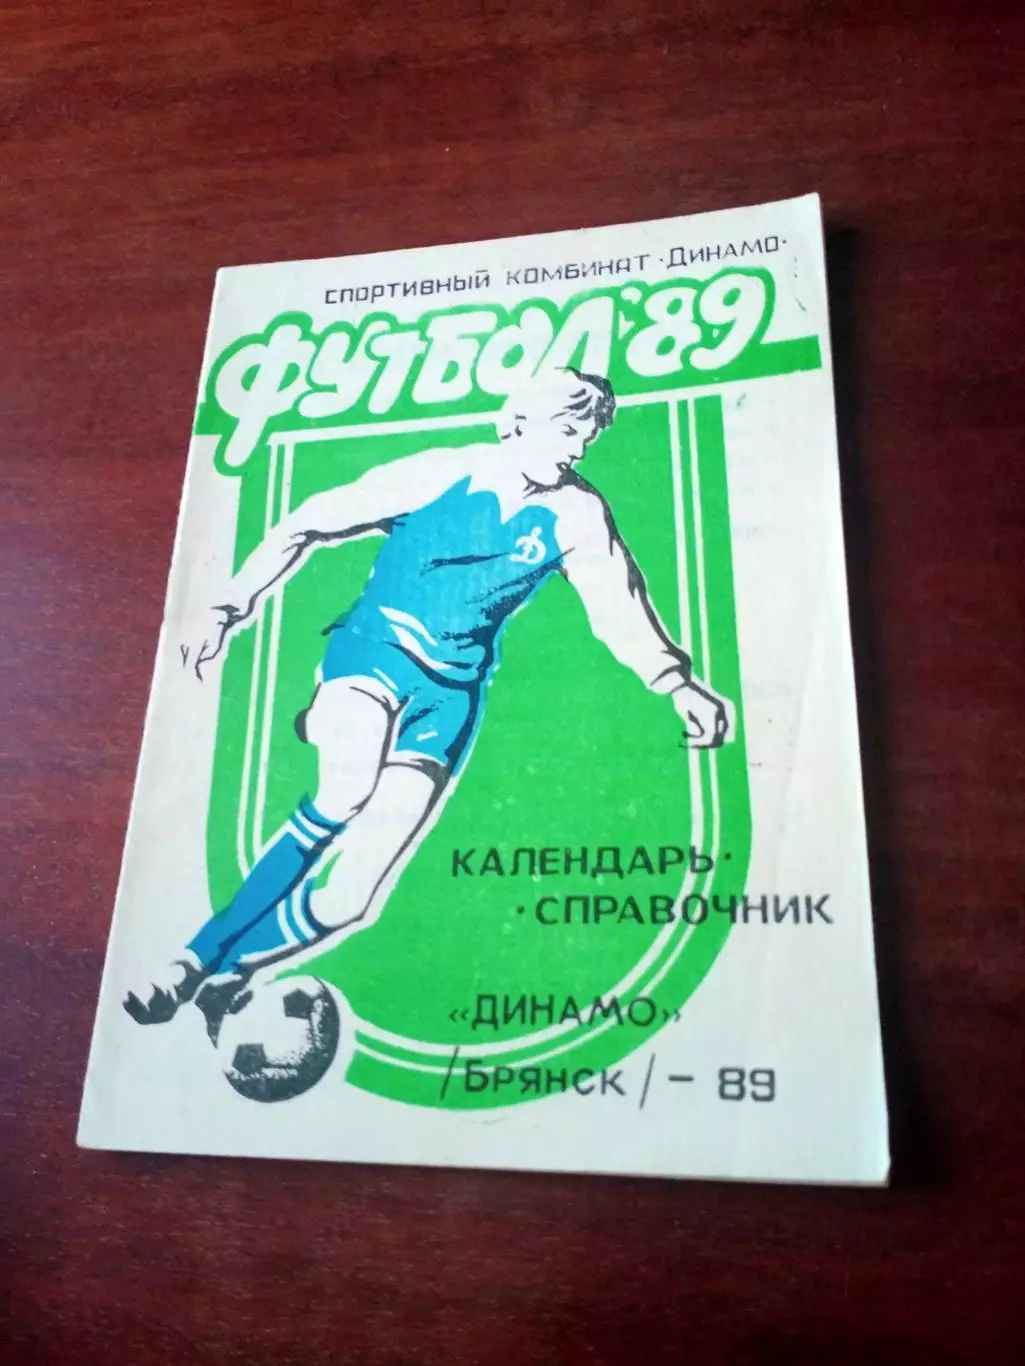 СПОРТИВНЫЙ КОМБИНАТ · ДИНАМО ·
ФУТБОЛ '89
Д
КАЛЕНДАРЬ ·
· СПРАВОЧНИК
«ДИНАМО»
/БРЯНСК/ - 89